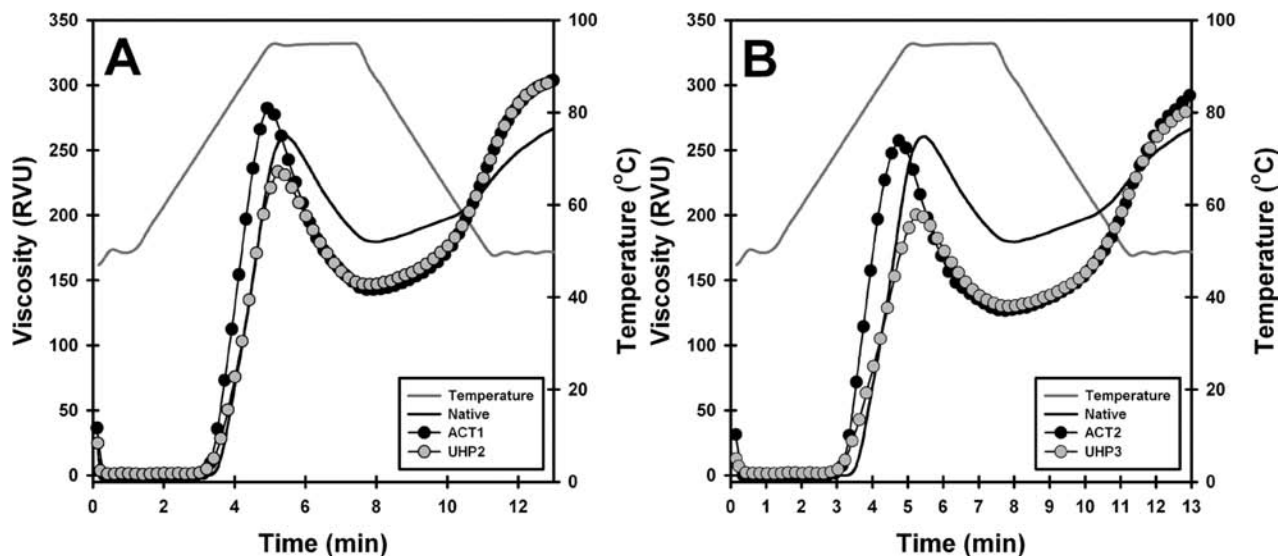 A
Viscosity (RVU)
350
300
250
200
150
100
50
0
0 2 4 6 8 10 12
Time (min)
100
80
60
40
20
0
Temperature (°C)
Temperature
Native
ACT1
UHP2
B
Viscosity (RVU)
350
300
250
200
150
100
50
0
0 1 2 3 4 5 6 7 8 9 10 11 12 13
Time (min)
100
80
60
40
20
0
Temperature (°C)
Temperature
Native
ACT2
UHP3